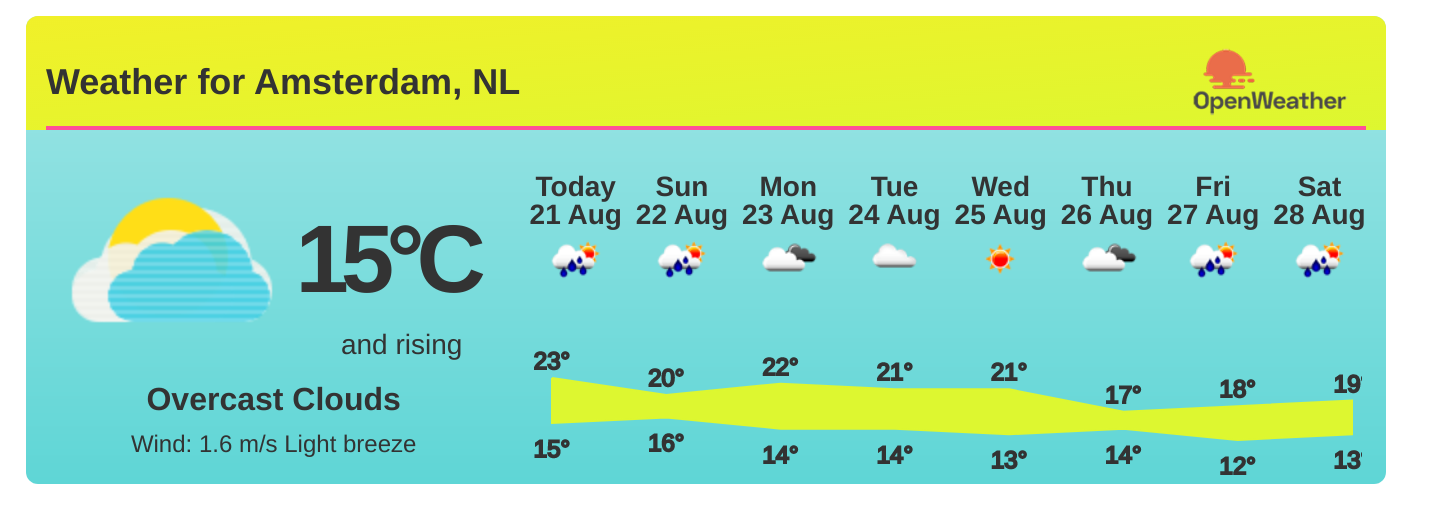 Weather for Amsterdam, NL
OpenWeather
15°C
and rising
Overcast Clouds
Wind: 1.6 m/s Light breeze
Today Sun Mon Tue Wed Thu Fri Sat
21 Aug 22 Aug 23 Aug 24 Aug 25 Aug 26 Aug 27 Aug 28 Aug
23° 20° 22° 21° 21° 17° 18° 19°
15° 16° 14° 14° 13° 14° 12° 13°